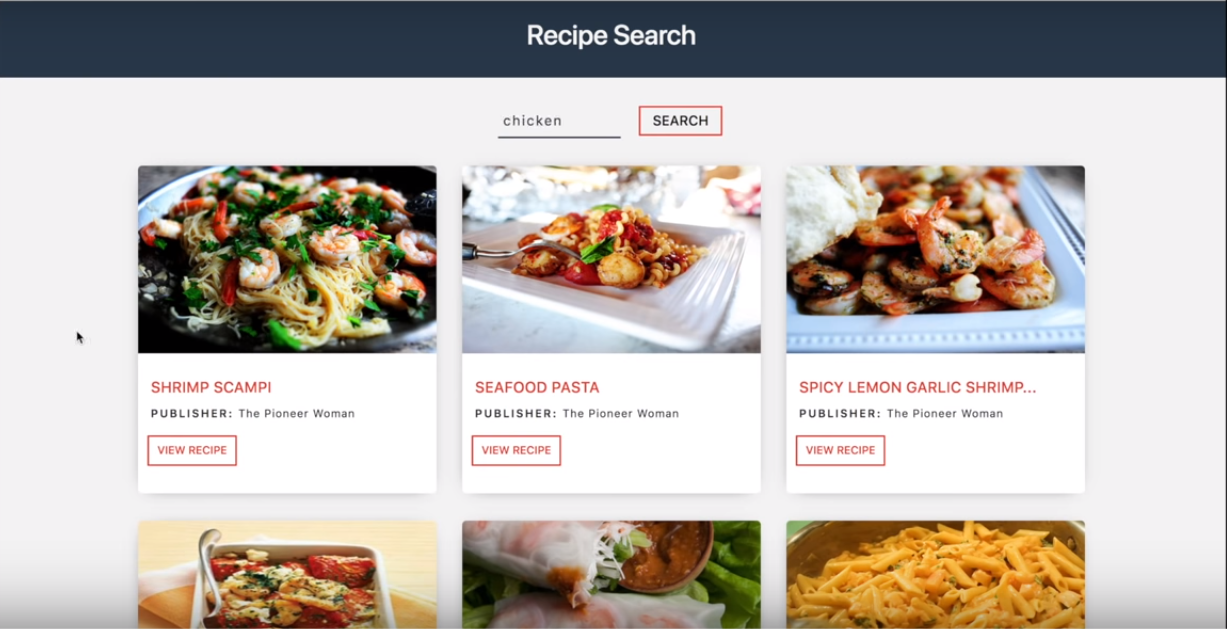 Recipe Search
chicken
SEARCH
SHRIMP SCAMPI
PUBLISHER: The Pioneer Woman
VIEW RECIPE
SEAFOOD PASTA
PUBLISHER: The Pioneer Woman
VIEW RECIPE
SPICY LEMON GARLIC SHRIMP...
PUBLISHER: The Pioneer Woman
VIEW RECIPE